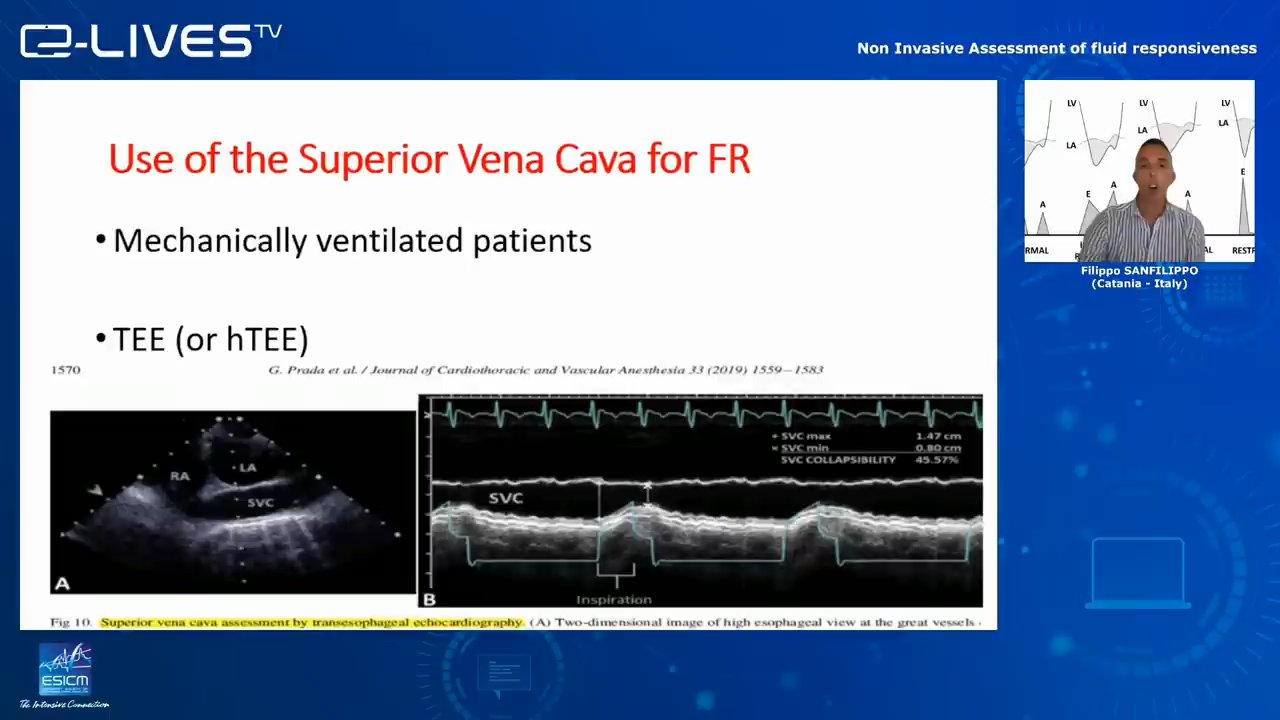 e-LIVES TV
Non Invasive Assessment of fluid responsiveness
Use of the Superior Vena Cava for FR
• Mechanically ventilated patients
• TEE (or hTEE)
1570
G. Prada et al. / Journal of Cardiothoracic and Vascular Anesthesia 33 (2019) 1559–1583
RA
LA
SVC
A
SVC max 1.47 cm
SVC min 0.80 cm
SVC COLLAPSIBILITY 45.57%
SVC
Inspiration
B
Fig 10. Superior vena cava assessment by transesophageal echocardiography. (A) Two-dimensional image of high esophageal view at the great vessels
LV
LV
LV
LA
LA
LA
E
A
A
A
E
RMAL
AL
REST
Filippo SANFILIPPO
(Catania - Italy)
ESICM
The Intensive Connection